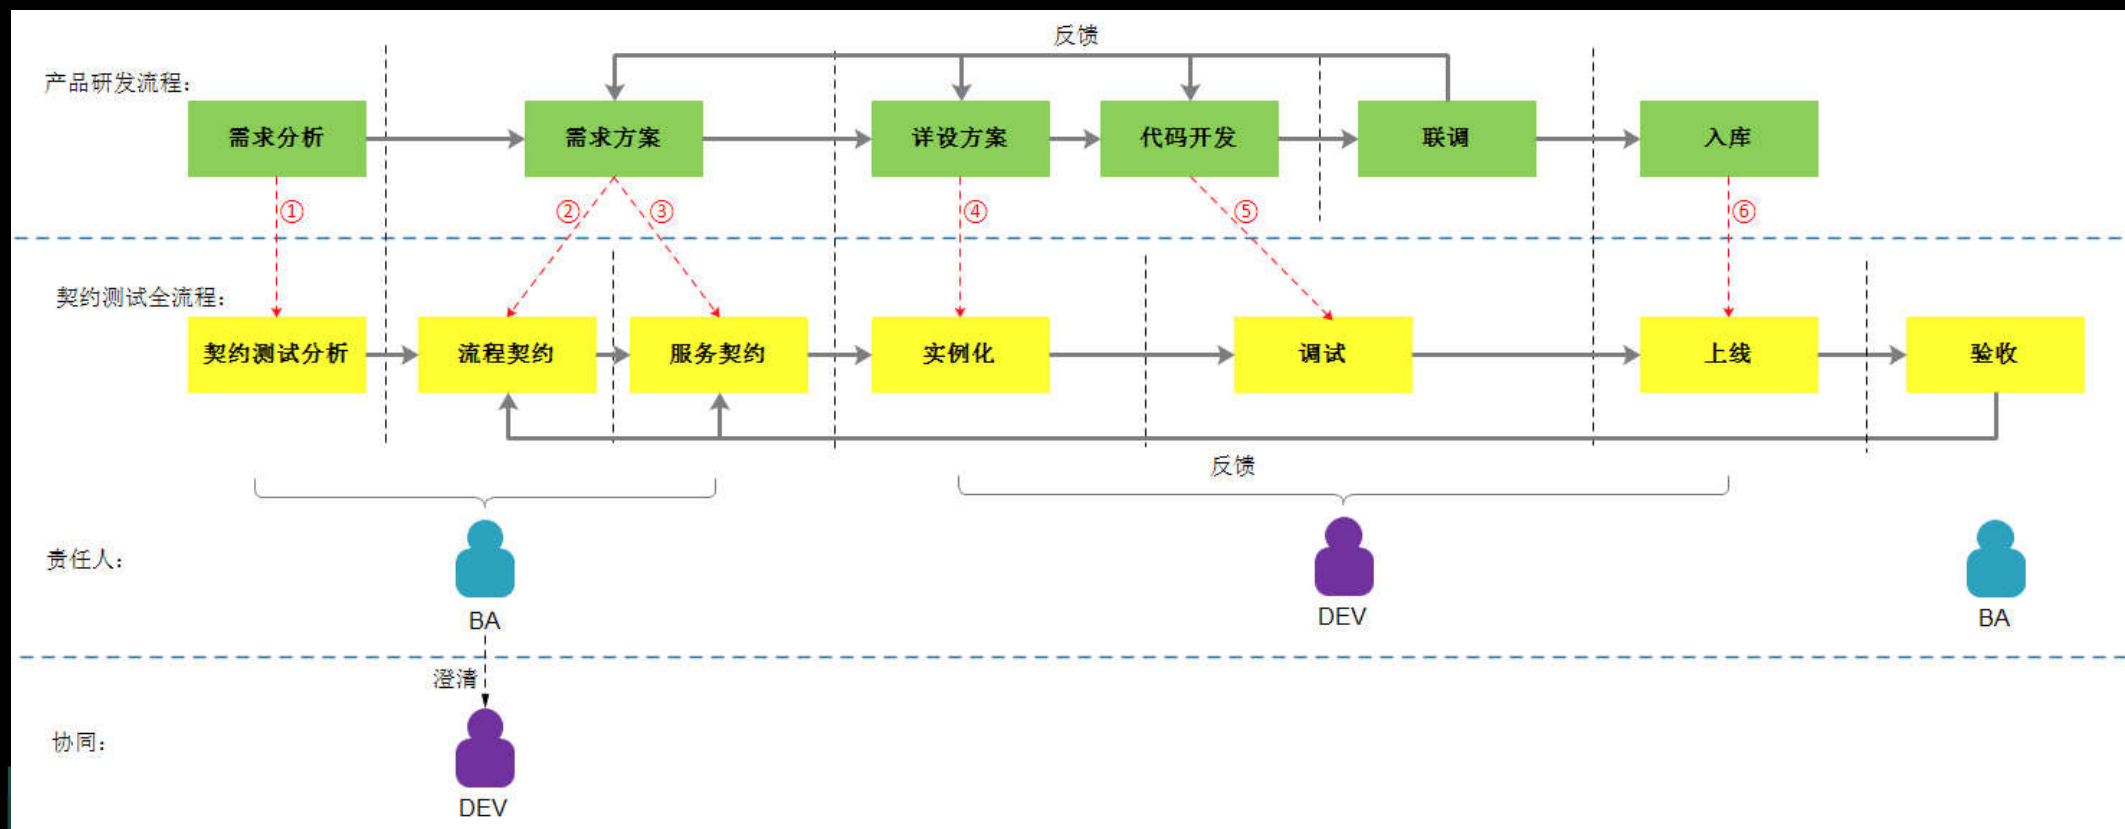 反馈
产品研发流程：
需求分析
需求方案
详设方案
代码开发
联调
入库
①
②
③
④
⑤
⑥
契约测试全流程：
契约测试分析
流程契约
服务契约
实例化
调试
上线
验收
反馈
责任人：
BA
DEV
BA
澄清
协同：
DEV